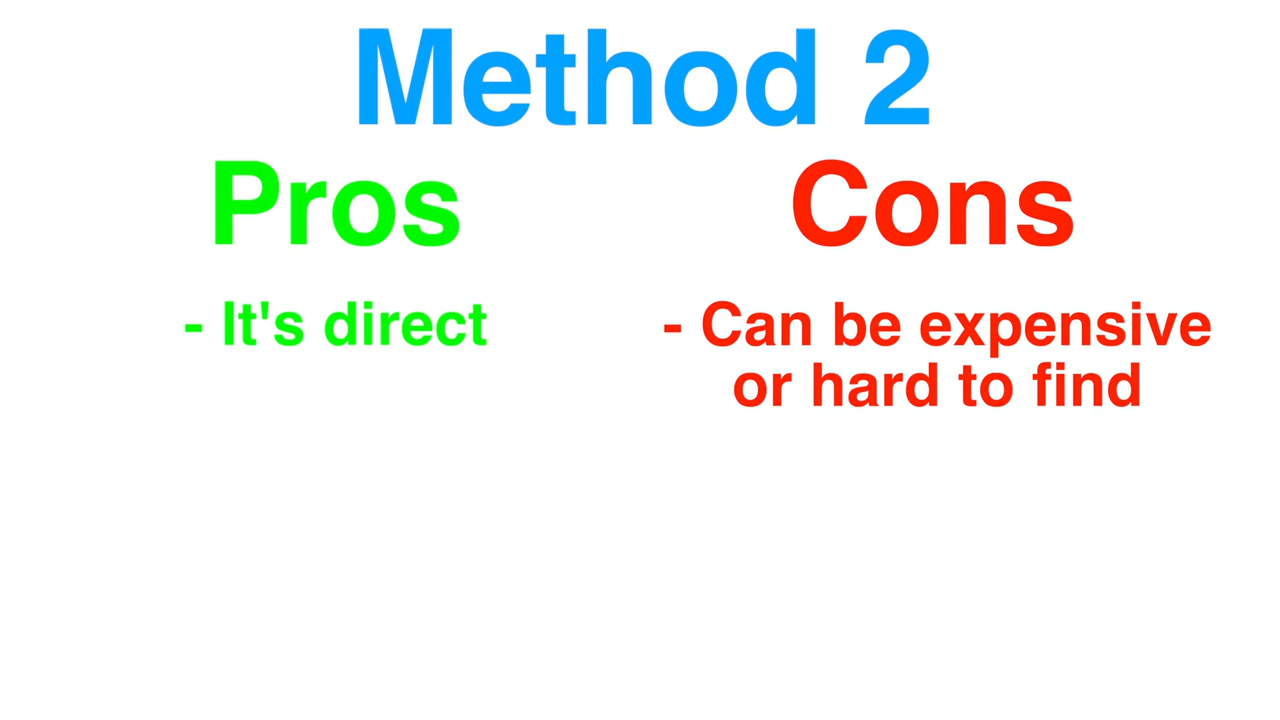 Method 2
Pros
Cons
- It's direct
- Can be expensive
or hard to find